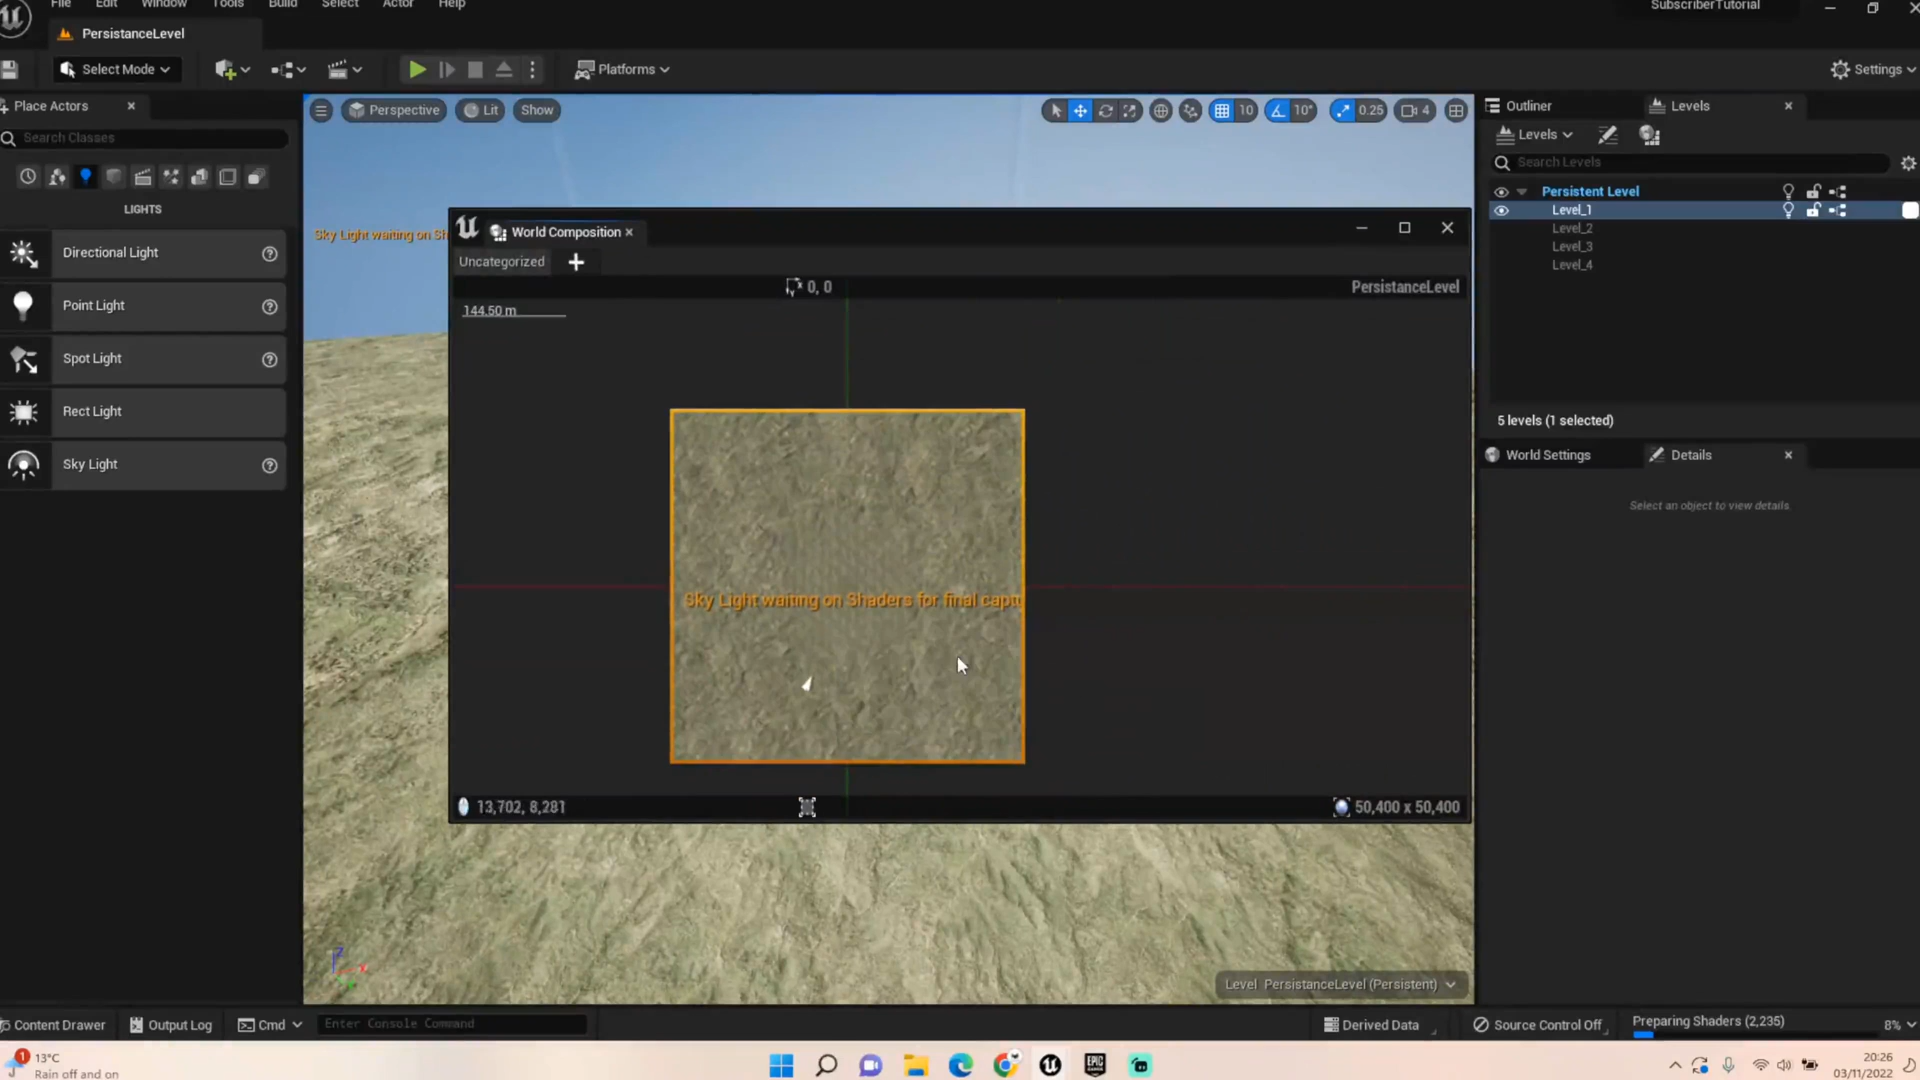 File Edit Window Tools Build Select Actor Help
SubscriberTutorial
PersistanceLevel
Select Mode
Platforms
Settings
Place Actors
Search Classes
LIGHTS
Directional Light
Point Light
Spot Light
Rect Light
Sky Light
Perspective Lit Show
10 10° 0.25 4
Sky Light waiting on Sh
World Composition
Uncategorized
0, 0
PersistanceLevel
144.50 m
Sky Light waiting on Shaders for final captu
13,702, 8,281
50,400 x 50,400
Level PersistanceLevel (Persistent)
Outliner Levels
Levels
Search Levels
Persistent Level
Level_1
Level_2
Level_3
Level_4
5 levels (1 selected)
World Settings Details
Select an object to view details
Content Drawer Output Log Cmd Enter Console Command
Derived Data Source Control Off Preparing Shaders (2,235) 8%
1
13°C
Rain off and on
EPIC
GAMES
20:26
03/11/2022